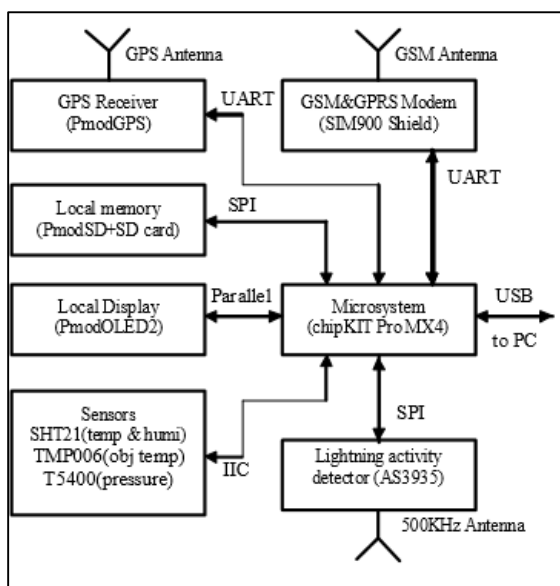 GPS Antenna
GSM Antenna
GPS Receiver
(PmodGPS)
UART
GSM&GPRS Modem
(SIM900 Shield)
UART
Local memory
(PmodSD+SD card)
SPI
Local Display
(PmodOLED2)
Parallel
Microsystem
(chipKIT Pro MX4)
USB
to PC
Sensors
SHT21(temp & humi)
TMP006(obj temp)
T5400(pressure)
IIC
SPI
Lightning activity
detector (AS3935)
500KHz Antenna